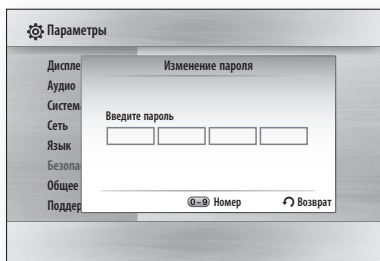 Параметры
Изменение пароля
Диспле
Аудио
Систем
Сеть
Язык
Безопа
Общее
Поддер
Введите пароль
0~9 Номер
Возврат